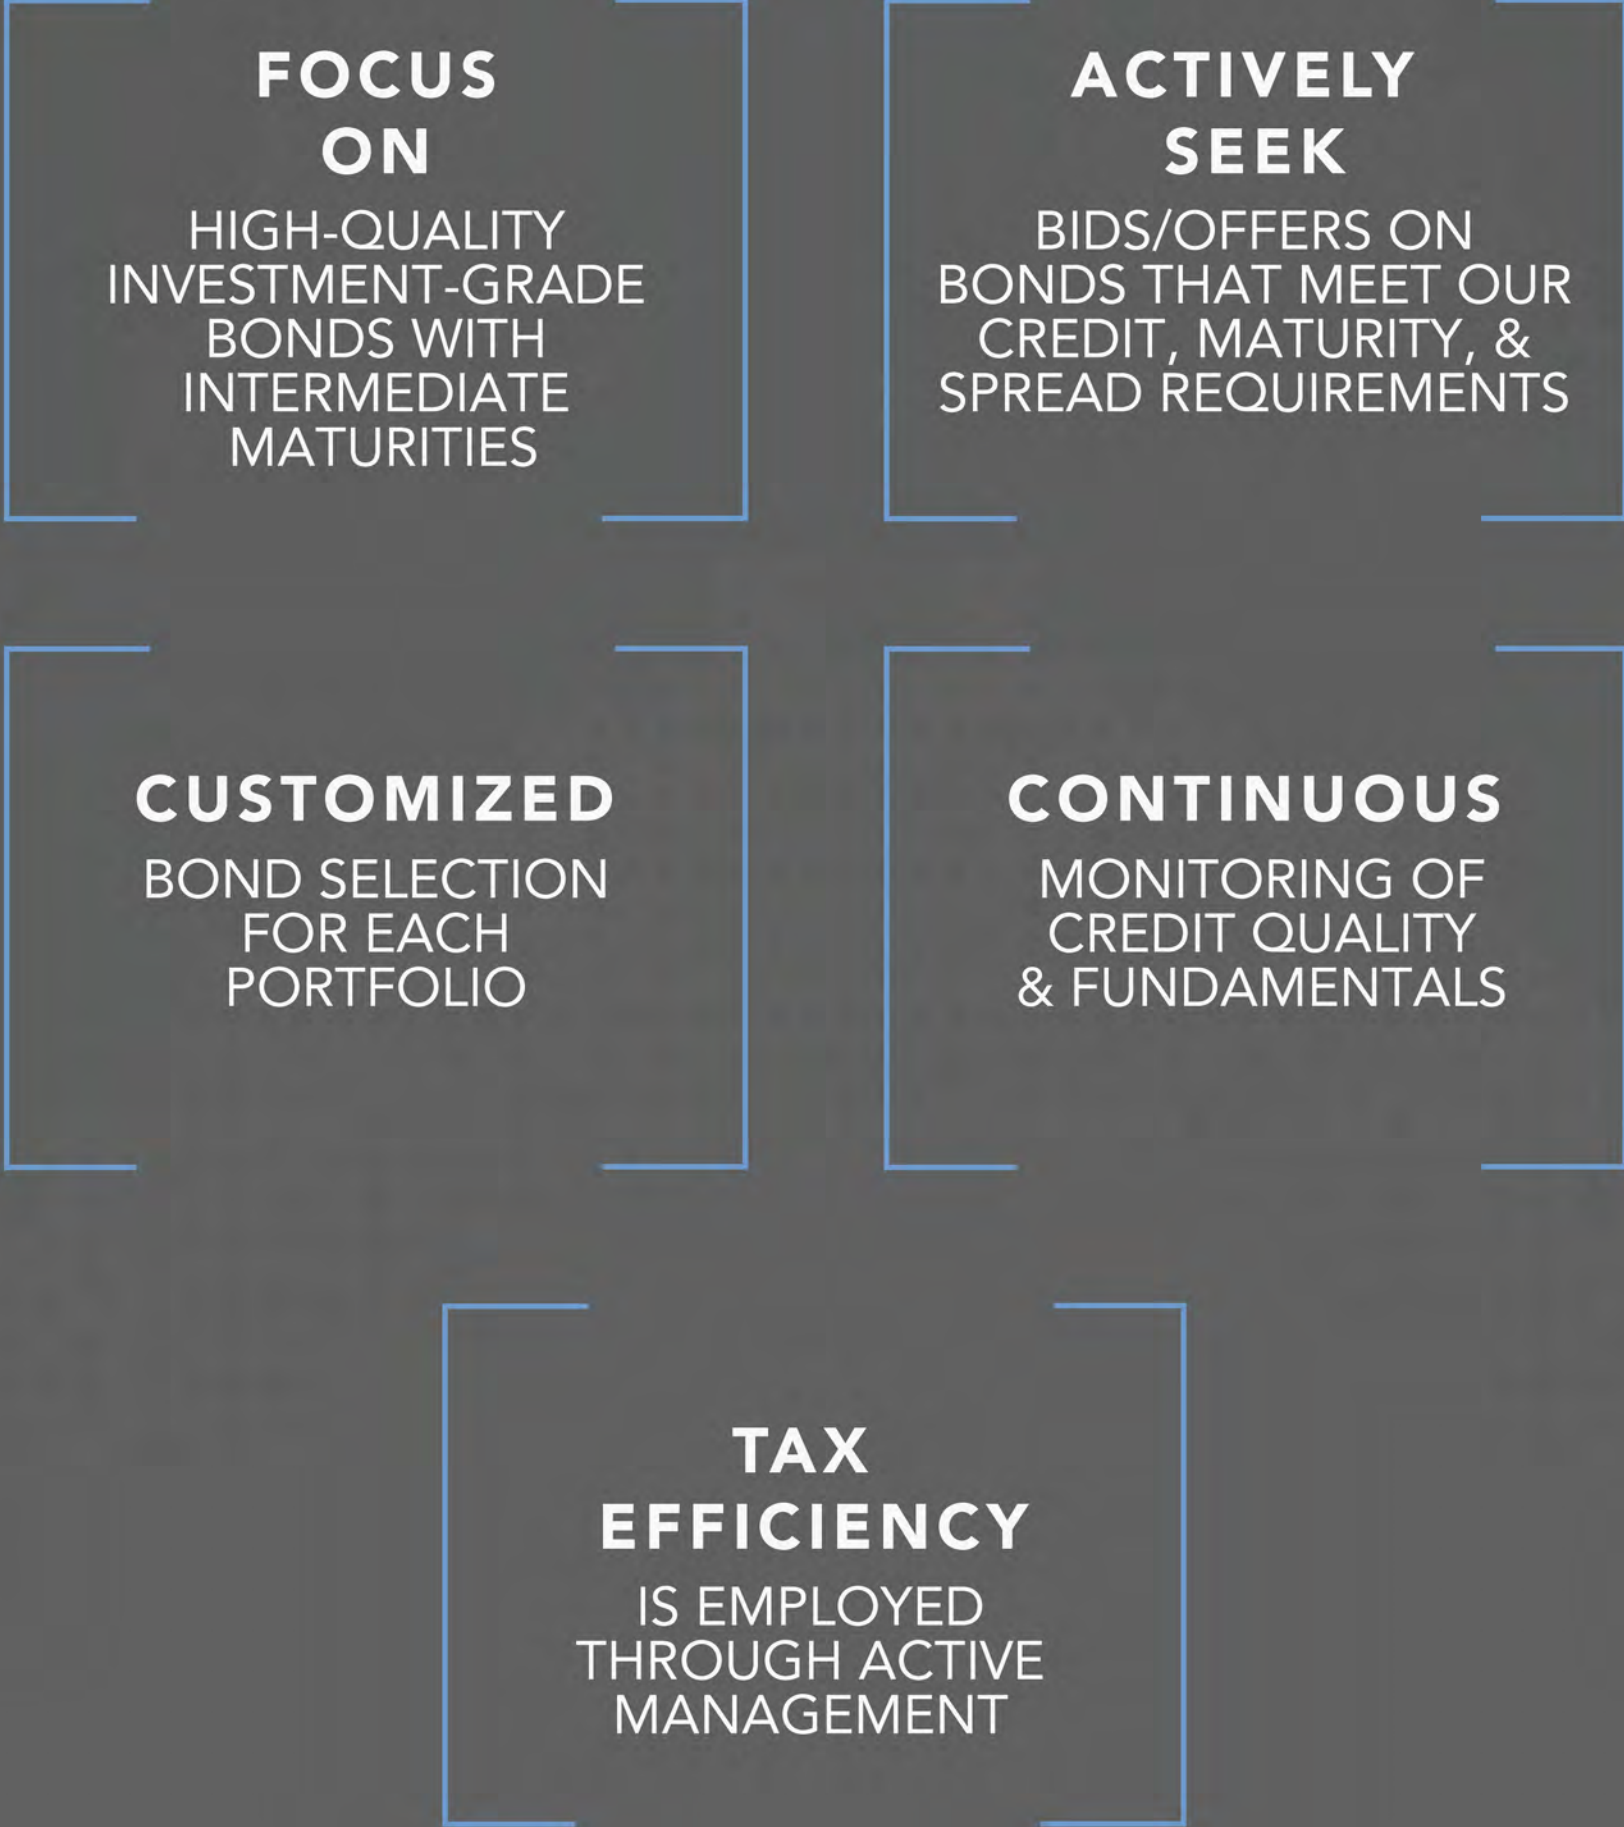 FOCUS
ON
HIGH-QUALITY
INVESTMENT-GRADE
BONDS WITH
INTERMEDIATE
MATURITIES
ACTIVELY
SEEK
BIDS/OFFERS ON
BONDS THAT MEET OUR
CREDIT, MATURITY, &
SPREAD REQUIREMENTS
CUSTOMIZED
BOND SELECTION
FOR EACH
PORTFOLIO
CONTINUOUS
MONITORING OF
CREDIT QUALITY
& FUNDAMENTALS
TAX
EFFICIENCY
IS EMPLOYED
THROUGH ACTIVE
MANAGEMENT